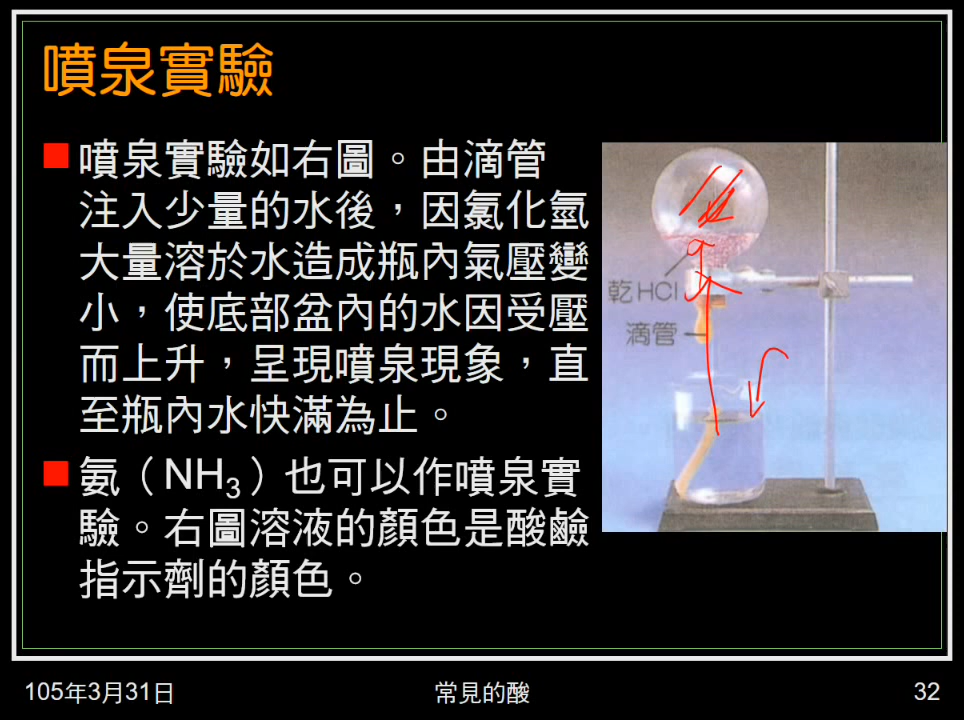 噴泉實驗
噴泉實驗如右圖。由滴管
注入少量的水後，因氯化氫
大量溶於水造成瓶內氣壓變
小，使底部盆內的水因受壓
而上升，呈現噴泉現象，直
至瓶內水快滿為止。
氨（NH₃）也可以作噴泉實
驗。右圖溶液的顏色是酸鹼
指示劑的顏色。
乾HCl
滴管
105年3月31日
常見的酸
32